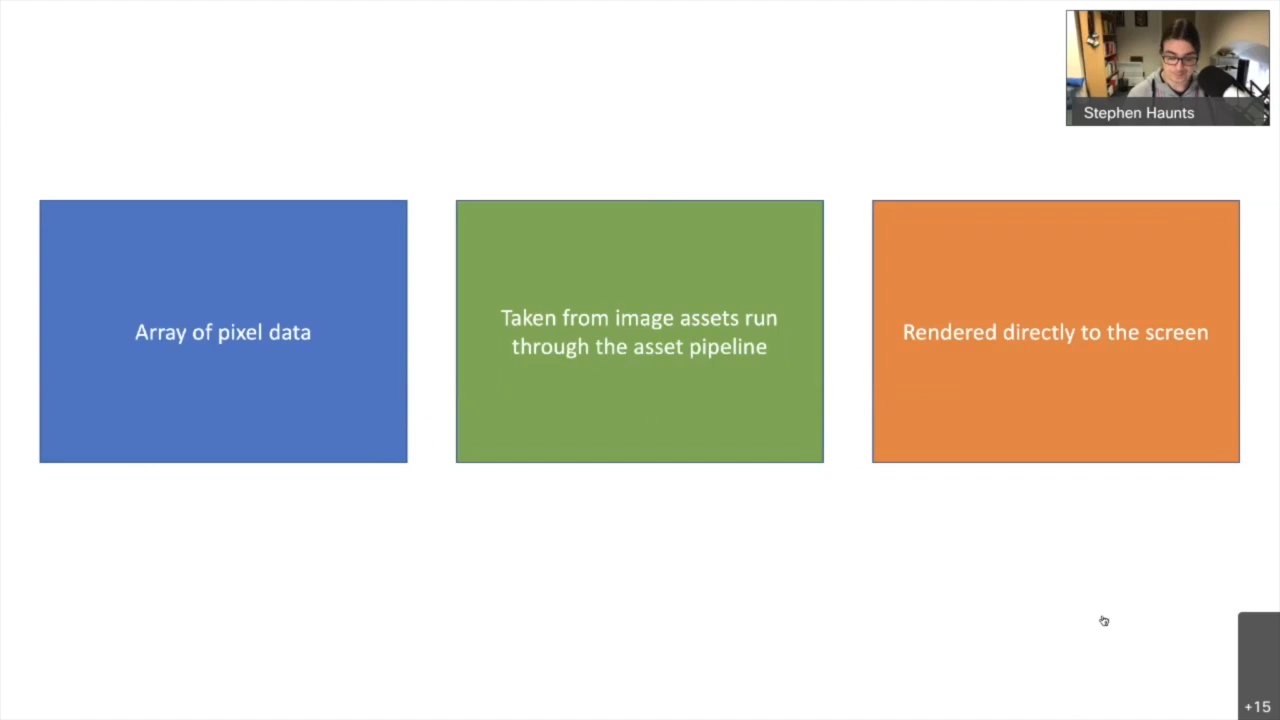 Stephen Haunts
Array of pixel data
Taken from image assets run
through the asset pipeline
Rendered directly to the screen
+15